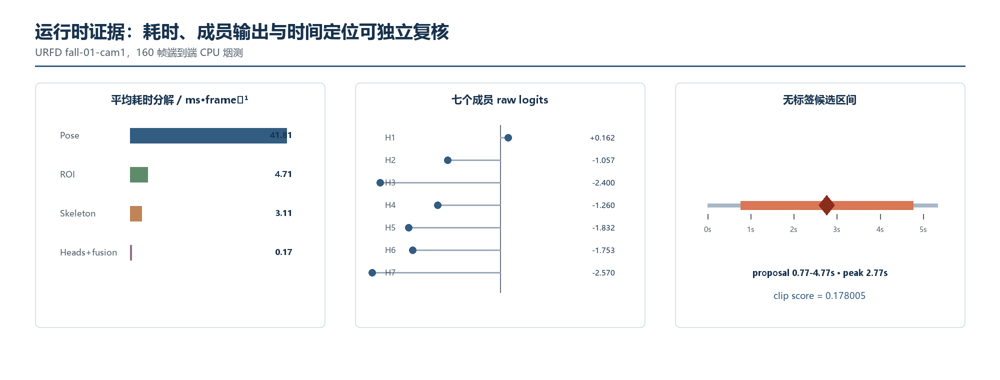 运行时证据：耗时、成员输出与时间定位可独立复核
URFD fall-01-cam1，160 帧端到端 CPU 烟测
平均耗时分解 / ms•frame□¹
Pose 41.81
ROI 4.71
Skeleton 3.11
Heads+fusion 0.17
七个成员 raw logits
H1 +0.162
H2 -1.057
H3 -2.400
H4 -1.260
H5 -1.832
H6 -1.753
H7 -2.570
无标签候选区间
0s 1s 2s 3s 4s 5s
proposal 0.77-4.77s • peak 2.77s
clip score = 0.178005